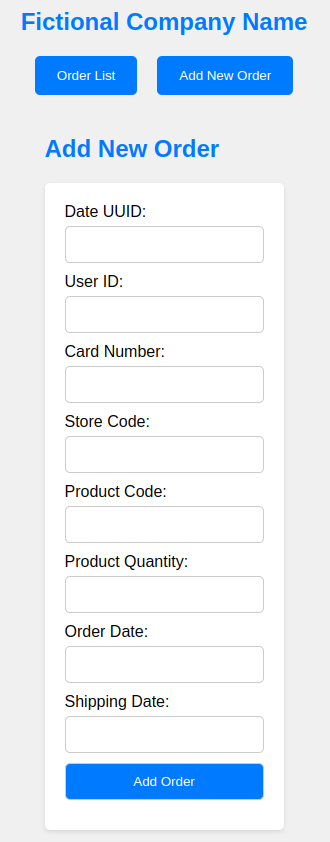 Fictional Company Name
Order List
Add New Order
Add New Order
Date UUID:
User ID:
Card Number:
Store Code:
Product Code:
Product Quantity:
Order Date:
Shipping Date:
Add Order